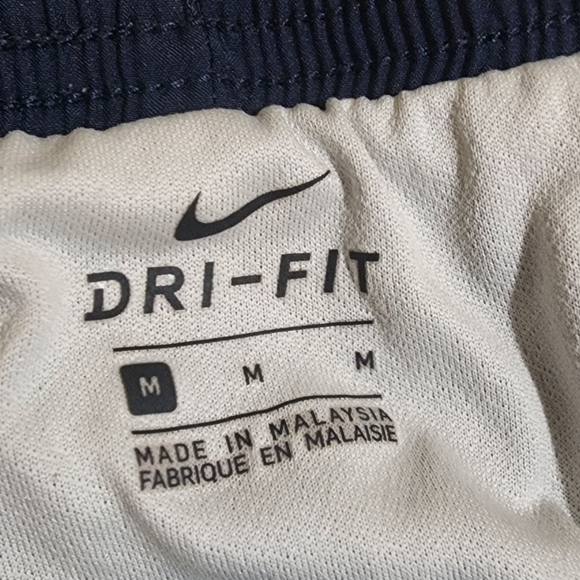 DRI-FIT
M M M
MADE IN MALAYSIA
FABRIQUE EN MALAISIE